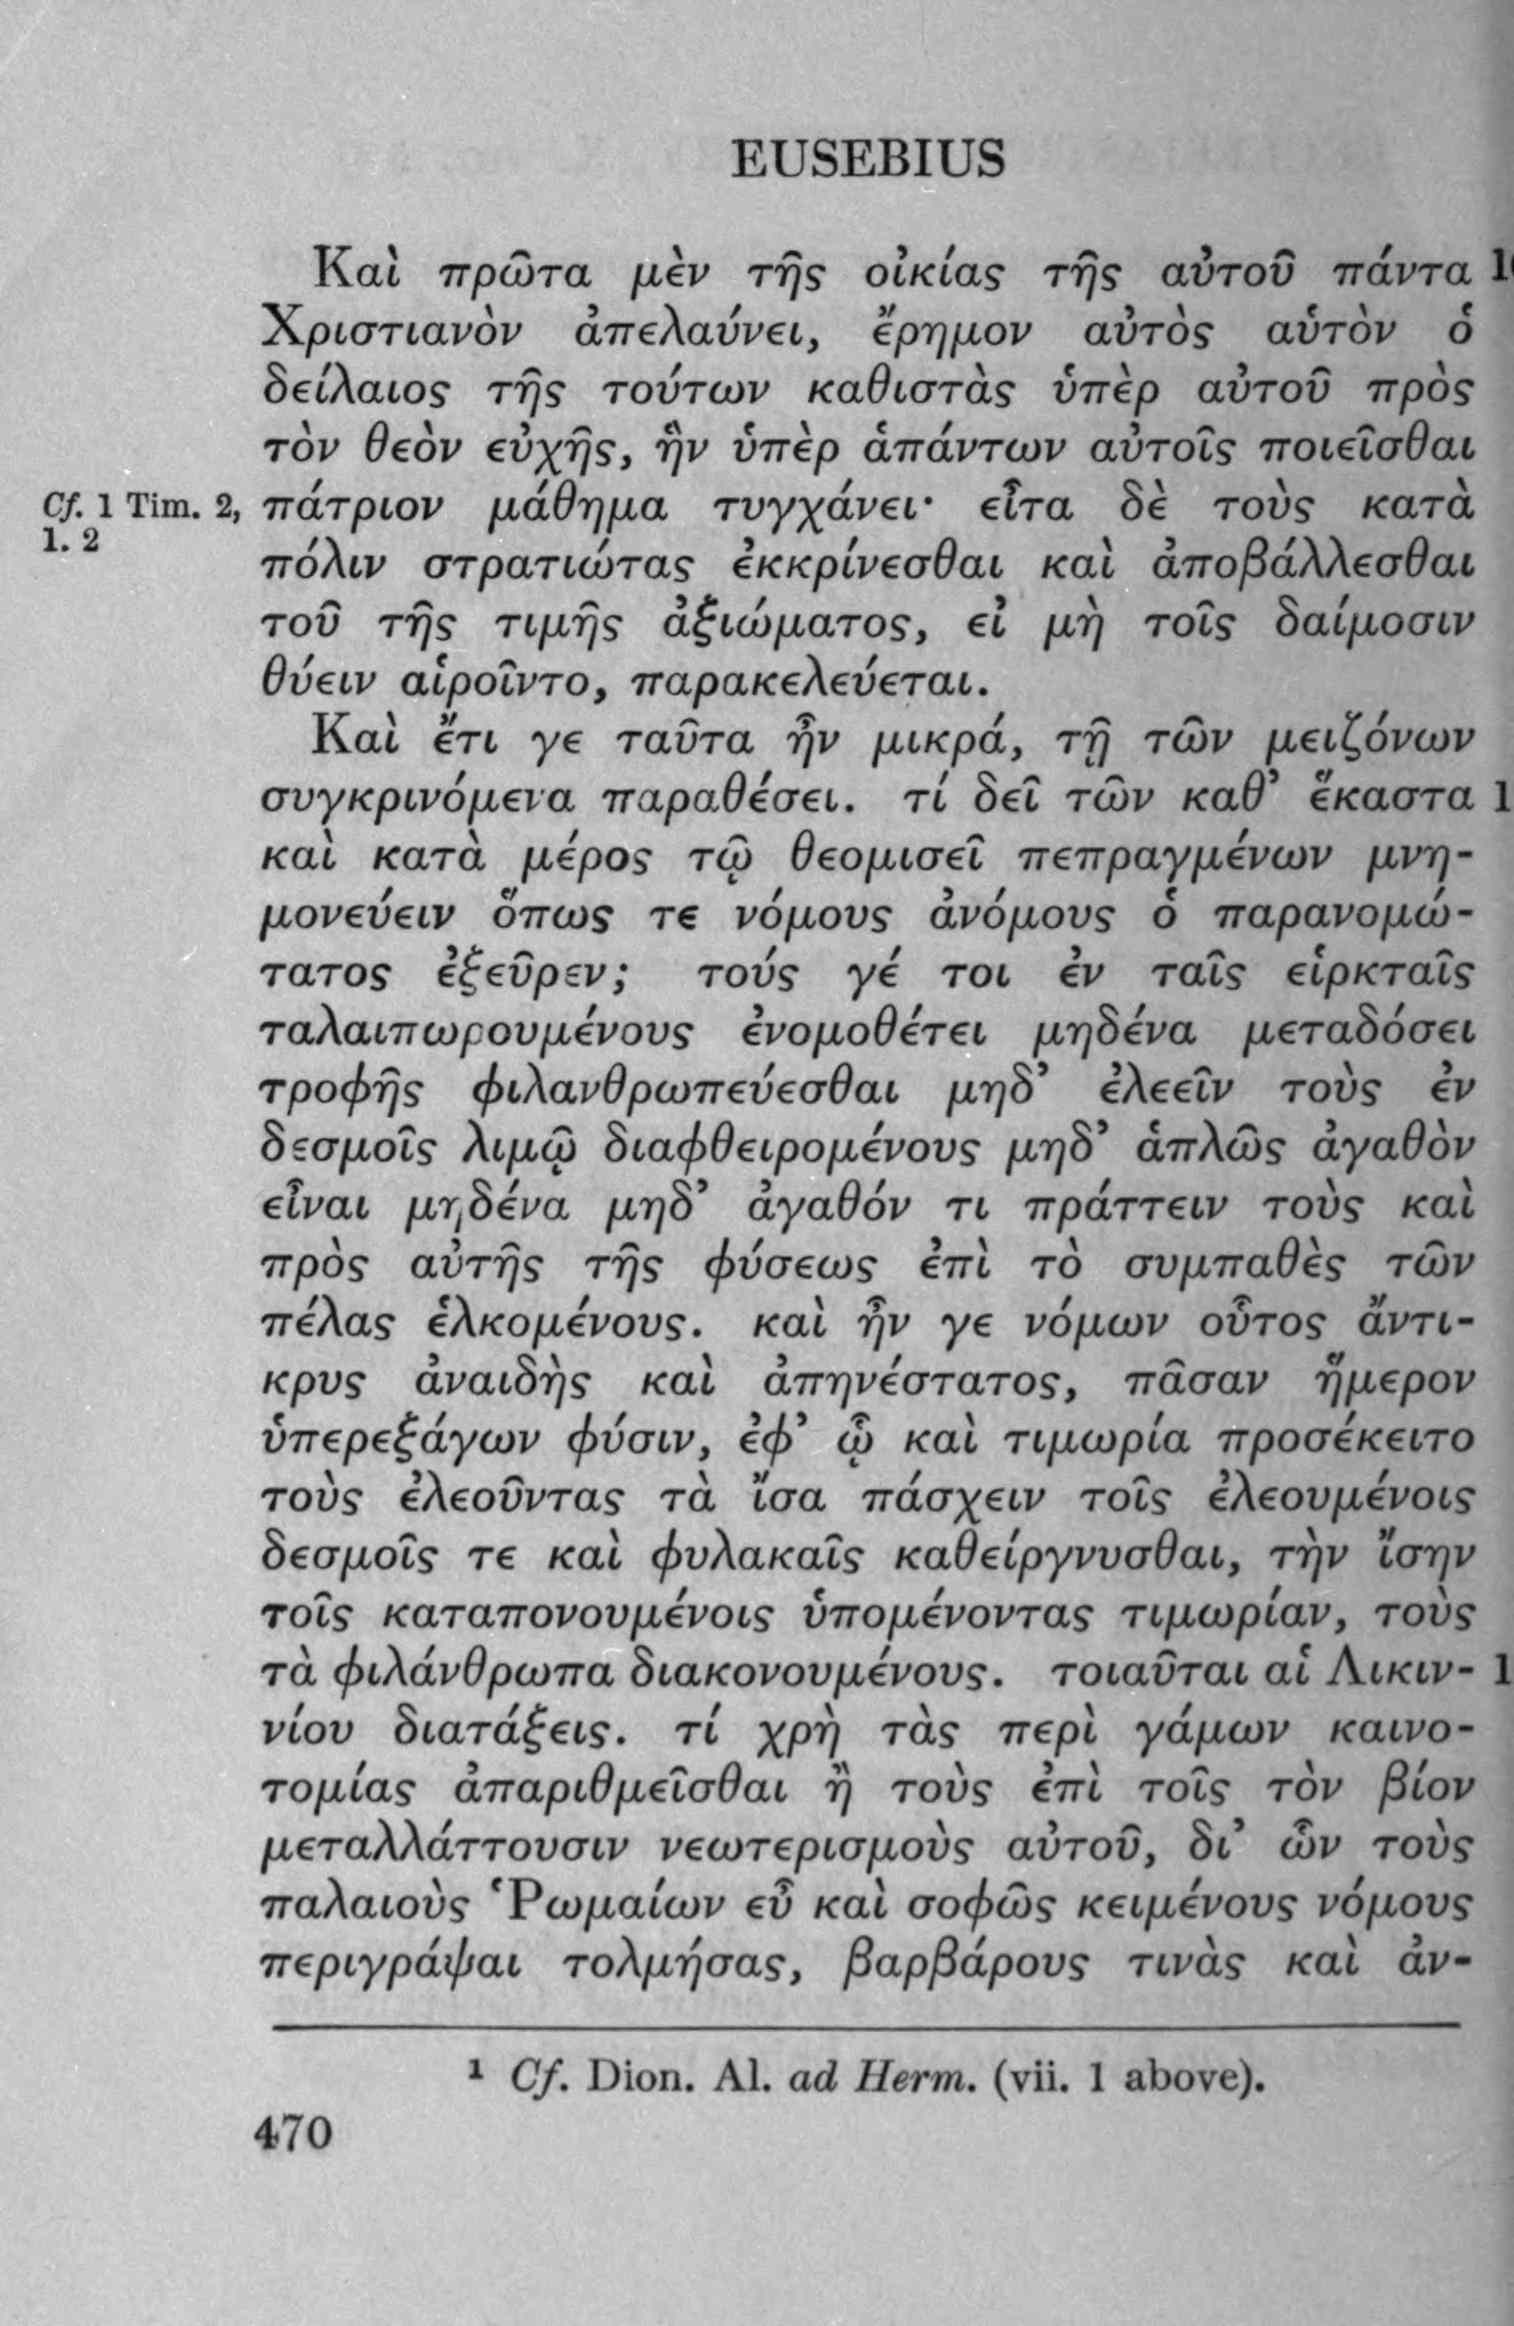 EUSEBIUS
Καὶ πρῶτα μὲν τῆς οἰκίας τῆς αὐτοῦ πάντα
Χριστιανὸν ἀπελαύνει, ἔρημον αὐτὸς αὑτὸν ὁ
δείλαιος τῆς τούτων καθιστὰς ὑπὲρ αὐτοῦ πρὸς
τὸν θεὸν εὐχῆς, ἣν ὑπὲρ ἁπάντων αὐτοῖς ποιεῖσθαι
Cf. 1 Tim. 2, πάτριον μάθημα τυγχάνει· εἶτα δὲ τοὺς κατὰ
1. 2
πόλιν στρατιώτας ἐκκρίνεσθαι καὶ ἀποβάλλεσθαι
τοῦ τῆς τιμῆς ἀξιώματος, εἰ μὴ τοῖς δαίμοσιν
θύειν αἱροῖντο, παρακελεύεται.
Καὶ ἔτι γε ταῦτα ἦν μικρά, τῇ τῶν μειζόνων
συγκρινόμενα παραθέσει. τί δεῖ τῶν καθ’ ἕκαστα
καὶ κατὰ μέρος τῷ θεομισεῖ πεπραγμένων μνη-
μονεύειν ὅπως τε νόμους ἀνόμους ὁ παρανομώ-
τατος ἐξεῦρεν; τούς γέ τοι ἐν ταῖς εἱρκταῖς
ταλαιπωρουμένους ἐνομοθέτει μηδένα μεταδόσει
τροφῆς φιλανθρωπεύεσθαι μηδ’ ἐλεεῖν τοὺς ἐν
δεσμοῖς λιμῷ διαφθειρομένους μηδ’ ἁπλῶς ἀγαθὸν
εἶναι μηδένα μηδ’ ἀγαθόν τι πράττειν τοὺς καὶ
πρὸς αὐτῆς τῆς φύσεως ἐπὶ τὸ συμπαθὲς τῶν
πέλας ἑλκομένους. καὶ ἦν γε νόμων οὗτος ἄντι-
κρυς ἀναιδὴς καὶ ἀπηνέστατος, πᾶσαν ἥμερον
ὑπερεξάγων φύσιν, ἐφ’ ᾧ καὶ τιμωρία προσέκειτο
τοὺς ἐλεοῦντας τὰ ἴσα πάσχειν τοῖς ἐλεουμένοις
δεσμοῖς τε καὶ φυλακαῖς καθείργνυσθαι, τὴν ἴσην
τοῖς καταπονουμένοις ὑπομένοντας τιμωρίαν, τοὺς
τὰ φιλάνθρωπα διακονουμένους. τοιαῦται αἱ Λικιν-
νίου διατάξεις. τί χρὴ τὰς περὶ γάμων καινο-
τομίας ἀπαριθμεῖσθαι ἢ τοὺς ἐπὶ τοῖς τὸν βίον
μεταλλάττουσιν νεωτερισμοὺς αὐτοῦ, δι’ ὧν τοὺς
παλαιοὺς Ῥωμαίων εὖ καὶ σοφῶς κειμένους νόμους
περιγράψαι τολμήσας, βαρβάρους τινὰς καὶ ἀν-
¹ Cf. Dion. Al. ad Herm. (vii. 1 above).
470